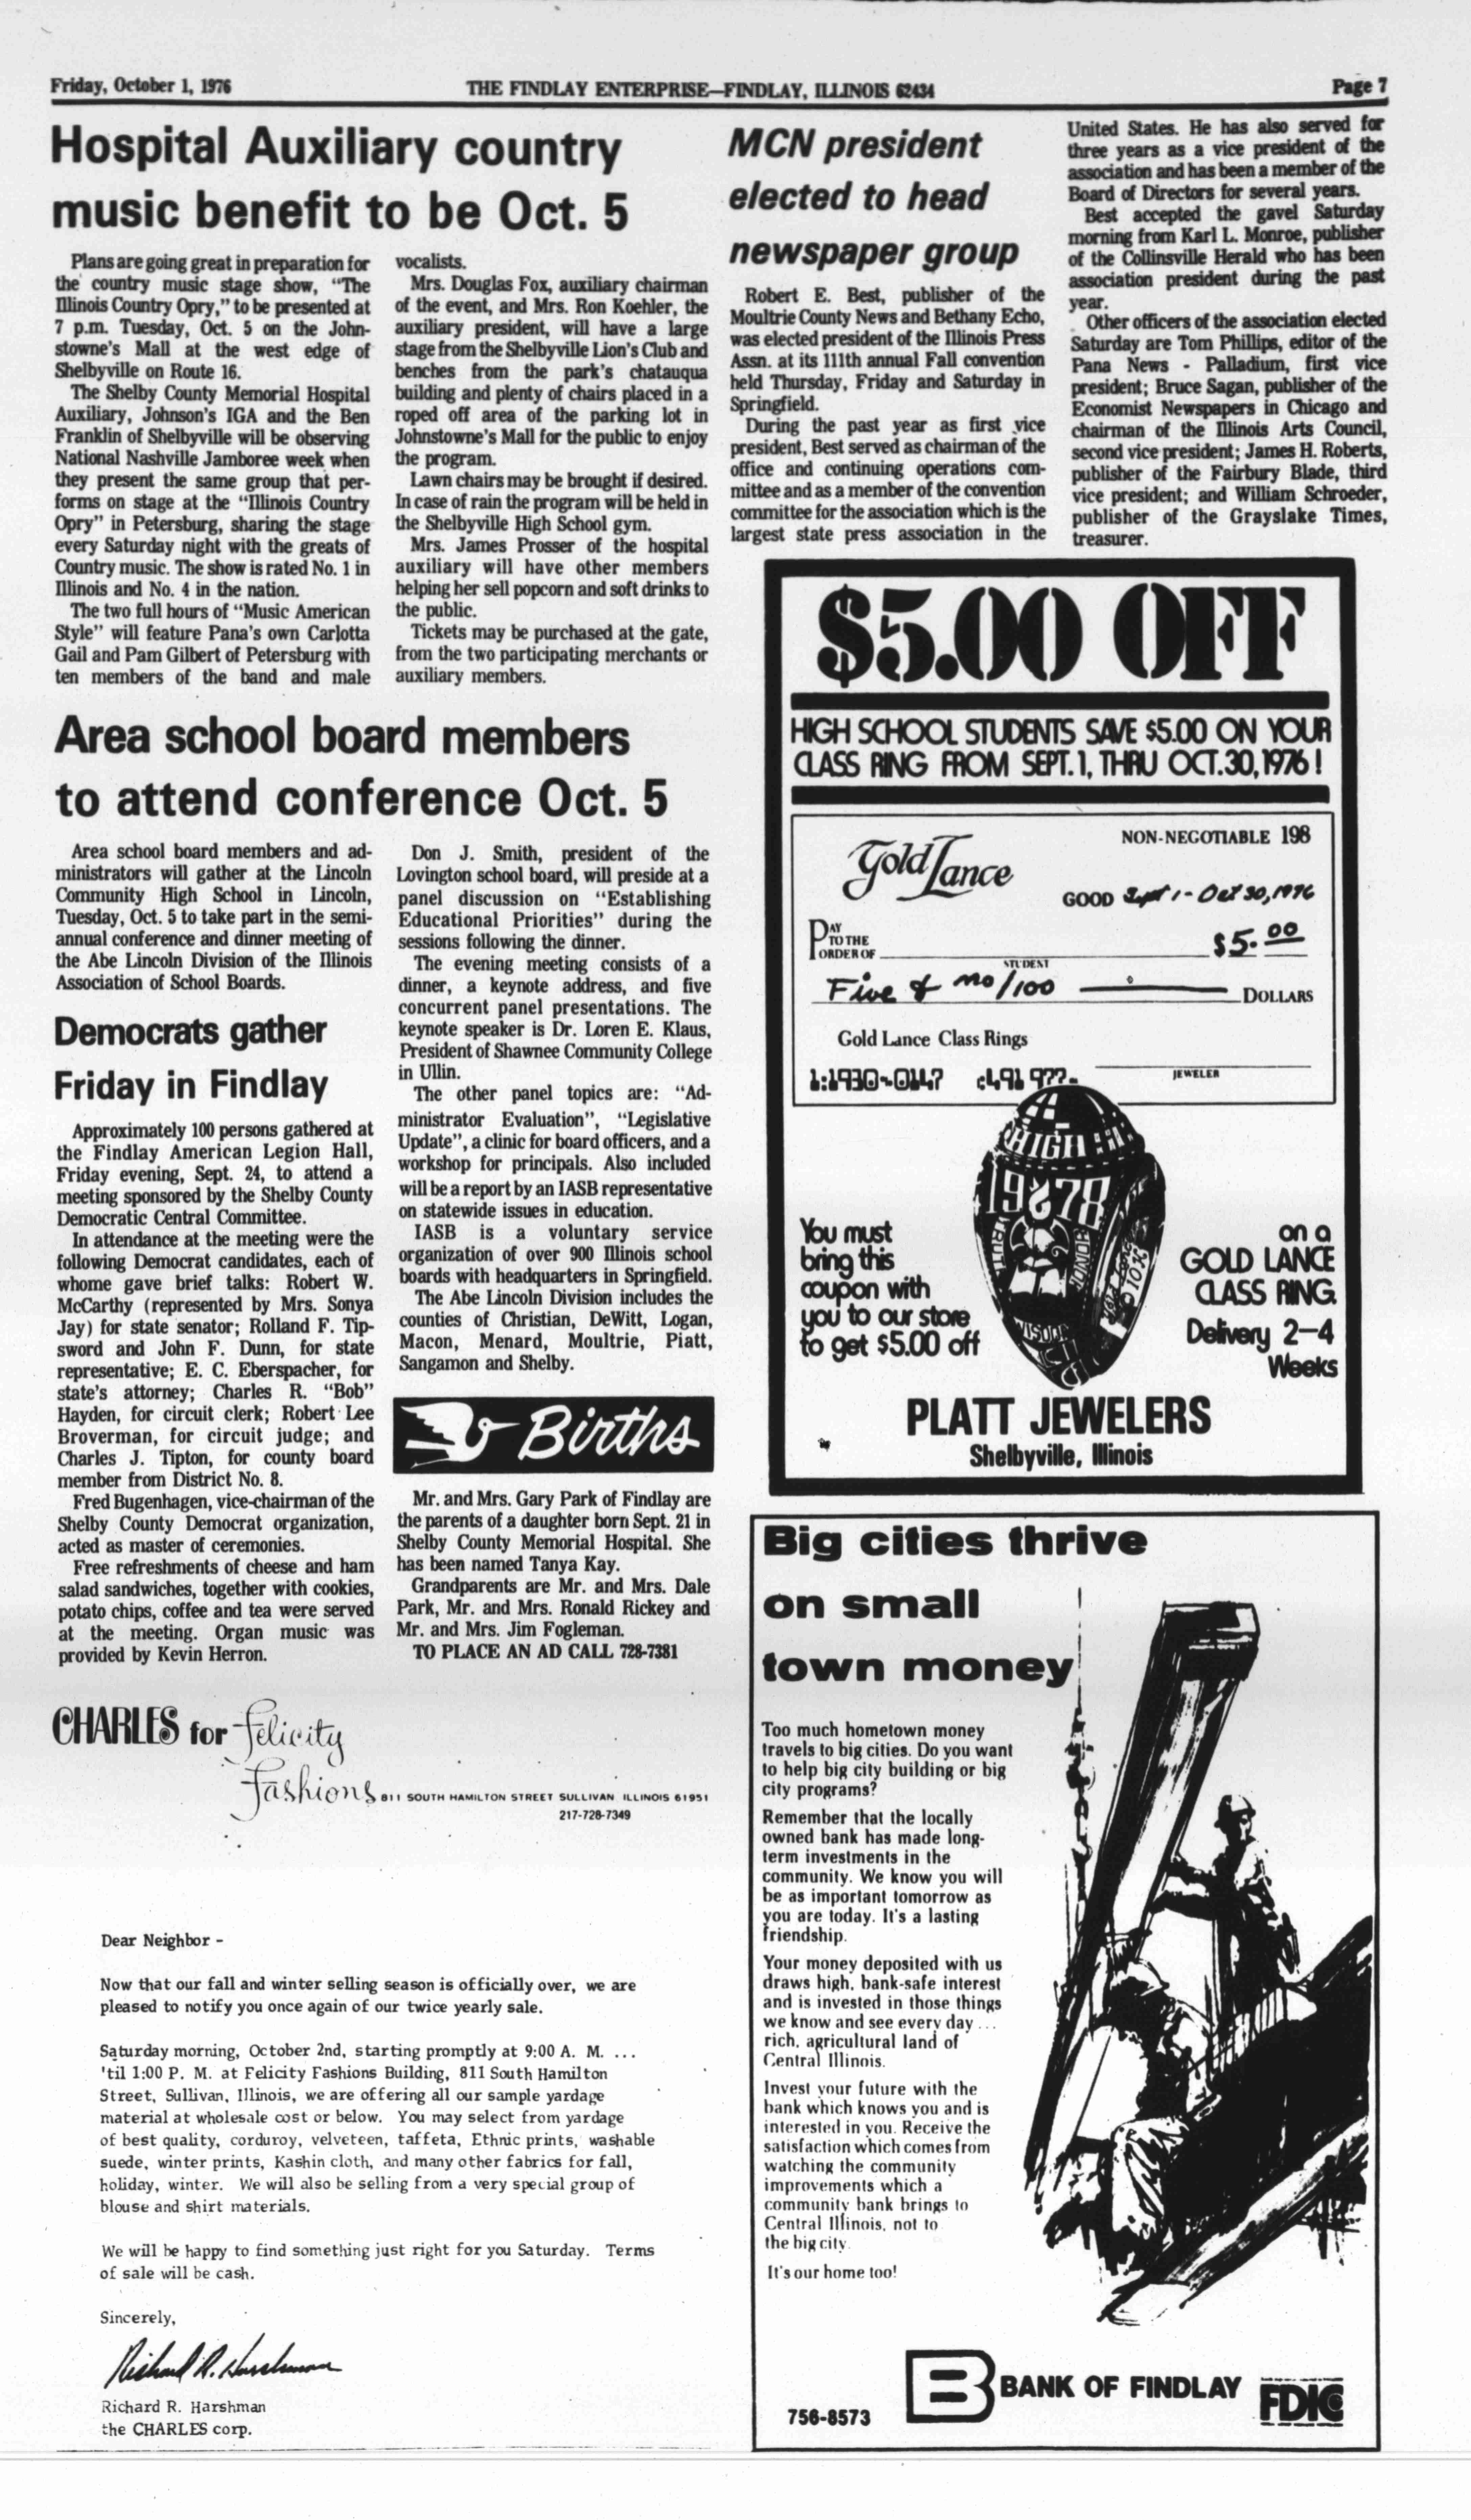 Friday, October 1, 1976
THE FINDLAY ENTERPRISE—FINDLAY, ILLINOIS 62434
Page 7
Hospital Auxiliary country
music benefit to be Oct. 5
Plans are going great in preparation for
the country music stage show, "The
Illinois Country Opry," to be presented at
7 p.m. Tuesday, Oct. 5 on the John-
stowne's Mall at the west edge of
Shelbyville on Route 16.
The Shelby County Memorial Hospital
Auxiliary, Johnson's IGA and the Ben
Franklin of Shelbyville will be observing
National Nashville Jamboree week when
they present the same group that per-
forms on stage at the "Illinois Country
Opry" in Petersburg, sharing the stage
every Saturday night with the greats of
Country music. The show is rated No. 1 in
Illinois and No. 4 in the nation.
The two full hours of "Music American
Style" will feature Pana's own Carlotta
Gail and Pam Gilbert of Petersburg with
ten members of the band and male
vocalists.
Mrs. Douglas Fox, auxiliary chairman
of the event, and Mrs. Ron Koehler, the
auxiliary president, will have a large
stage from the Shelbyville Lion's Club and
benches from the park's chatauqua
building and plenty of chairs placed in a
roped off area of the parking lot in
Johnstowne's Mall for the public to enjoy
the program.
Lawn chairs may be brought if desired.
In case of rain the program will be held in
the Shelbyville High School gym.
Mrs. James Prosser of the hospital
auxiliary will have other members
helping her sell popcorn and soft drinks to
the public.
Tickets may be purchased at the gate,
from the two participating merchants or
auxiliary members.
MCN president
elected to head
newspaper group
Robert E. Best, publisher of the
Moultrie County News and Bethany Echo,
was elected president of the Illinois Press
Assn. at its 111th annual Fall convention
held Thursday, Friday and Saturday in
Springfield.
During the past year as first vice
president, Best served as chairman of the
office and continuing operations com-
mittee and as a member of the convention
committee for the association which is the
largest state press association in the
United States. He has also served for
three years as a vice president of the
association and has been a member of the
Board of Directors for several years.
Best accepted the gavel Saturday
morning from Karl L. Monroe, publisher
of the Collinsville Herald who has been
association president during the past
year.
Other officers of the association elected
Saturday are Tom Phillips, editor of the
Pana News - Palladium, first vice
president; Bruce Sagan, publisher of the
Economist Newspapers in Chicago and
chairman of the Illinois Arts Council,
second vice president; James H. Roberts,
publisher of the Fairbury Blade, third
vice president; and William Schroeder,
publisher of the Grayslake Times,
treasurer.
Area school board members
to attend conference Oct. 5
Area school board members and ad-
ministrators will gather at the Lincoln
Community High School in Lincoln,
Tuesday, Oct. 5 to take part in the semi-
annual conference and dinner meeting of
the Abe Lincoln Division of the Illinois
Association of School Boards.
Don J. Smith, president of the
Lovington school board, will preside at a
panel discussion on "Establishing
Educational Priorities" during the
sessions following the dinner.
The evening meeting consists of a
dinner, a keynote address, and five
concurrent panel presentations. The
keynote speaker is Dr. Loren E. Klaus,
President of Shawnee Community College
in Ullin.
The other panel topics are: "Ad-
ministrator Evaluation", "Legislative
Update", a clinic for board officers, and a
workshop for principals. Also included
will be a report by an IASB representative
on statewide issues in education.
IASB is a voluntary service
organization of over 900 Illinois school
boards with headquarters in Springfield.
The Abe Lincoln Division includes the
counties of Christian, DeWitt, Logan,
Macon, Menard, Moultrie, Piatt,
Sangamon and Shelby.
Democrats gather
Friday in Findlay
Approximately 100 persons gathered at
the Findlay American Legion Hall,
Friday evening, Sept. 24, to attend a
meeting sponsored by the Shelby County
Democratic Central Committee.
In attendance at the meeting were the
following Democrat candidates, each of
whome gave brief talks: Robert W.
McCarthy (represented by Mrs. Sonya
Jay) for state senator; Rolland F. Tip-
sword and John F. Dunn, for state
representative; E. C. Eberspacher, for
state's attorney; Charles R. "Bob"
Hayden, for circuit clerk; Robert Lee
Broverman, for circuit judge; and
Charles J. Tipton, for county board
member from District No. 8.
Fred Bugenhagen, vice-chairman of the
Shelby County Democrat organization,
acted as master of ceremonies.
Free refreshments of cheese and ham
salad sandwiches, together with cookies,
potato chips, coffee and tea were served
at the meeting. Organ music was
provided by Kevin Herron.
Births
Mr. and Mrs. Gary Park of Findlay are
the parents of a daughter born Sept. 21 in
Shelby County Memorial Hospital. She
has been named Tanya Kay.
Grandparents are Mr. and Mrs. Dale
Park, Mr. and Mrs. Ronald Rickey and
Mr. and Mrs. Jim Fogleman.
TO PLACE AN AD CALL 728-7381
$5.00 OFF
HIGH SCHOOL STUDENTS SAVE $5.00 ON YOUR
CLASS RING FROM SEPT.1, THRU OCT.30,1976!
Gold Lance
NON-NEGOTIABLE 198
GOOD Sept 1 - Oct 30, 1976
PAY
TO THE
ORDER OF
$5.00
STUDENT
Five & no/100
DOLLARS
Gold Lance Class Rings
JEWELER
HIGH
19 78
TRUTH
HONOR
WISDOM
10K
You must
bring this
coupon with
you to our store
to get $5.00 off
on a
GOLD LANCE
CLASS RING.
Delivery 2-4
Weeks
PLATT JEWELERS
Shelbyville, Illinois
CHARLES for Felicity
Fashions 811 SOUTH HAMILTON STREET SULLIVAN ILLINOIS 61951
217-728-7349
Dear Neighbor -
Now that our fall and winter selling season is officially over, we are
pleased to notify you once again of our twice yearly sale.
Saturday morning, October 2nd, starting promptly at 9:00 A. M. ...
'til 1:00 P. M. at Felicity Fashions Building, 811 South Hamilton
Street, Sullivan, Illinois, we are offering all our sample yardage
material at wholesale cost or below. You may select from yardage
of best quality, corduroy, velveteen, taffeta, Ethnic prints, washable
suede, winter prints, Kashin cloth, and many other fabrics for fall,
holiday, winter. We will also be selling from a very special group of
blouse and shirt materials.
We will be happy to find something just right for you Saturday. Terms
of sale will be cash.
Sincerely,
Richard R. Harshman
Richard R. Harshman
the CHARLES corp.
Big cities thrive
on small
town money
Too much hometown money
travels to big cities. Do you want
to help big city building or big
city programs?
Remember that the locally
owned bank has made long-
term investments in the
community. We know you will
be as important tomorrow as
you are today. It's a lasting
friendship.
Your money deposited with us
draws high, bank-safe interest
and is invested in those things
we know and see every day ...
rich, agricultural land of
Central Illinois.
Invest your future with the
bank which knows you and is
interested in you. Receive the
satisfaction which comes from
watching the community
improvements which a
community bank brings to
Central Illinois, not to
the big city.
It's our home too!
756-8573
B BANK OF FINDLAY
FDIC